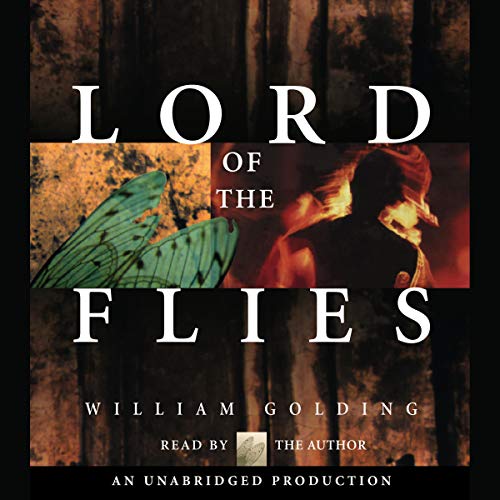 LORD
OF
THE
FLIES
WILLIAM GOLDING
READ BY THE AUTHOR
AN UNABRIDGED PRODUCTION